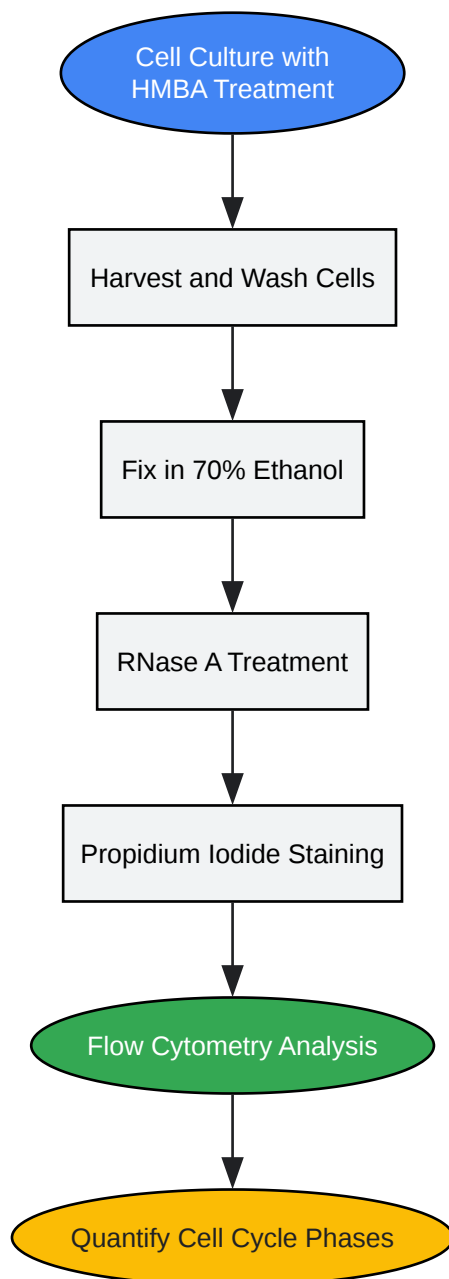 Cell Culture with
HMBA Treatment
Harvest and Wash Cells
Fix in 70% Ethanol
RNase A Treatment
Propidium Iodide Staining
Flow Cytometry Analysis
Quantify Cell Cycle Phases